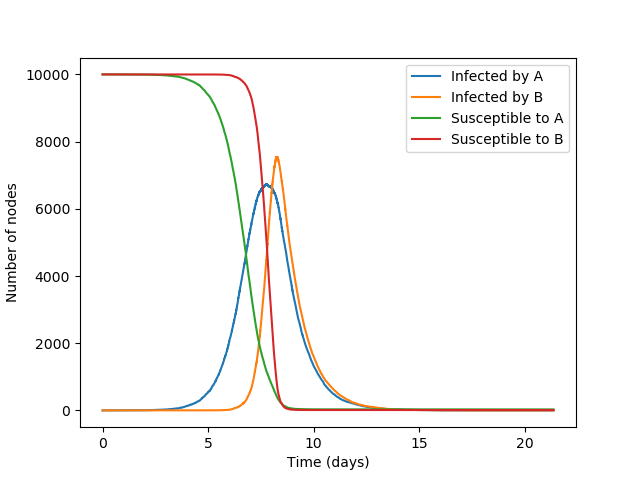 Infected by A
Infected by B
Susceptible to A
Susceptible to B
10000
8000
6000
4000
2000
0
Number of nodes
0 5 10 15 20
Time (days)